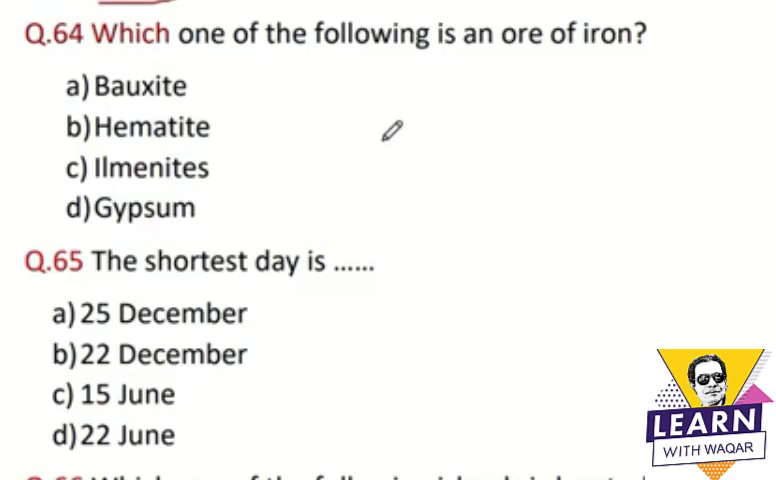 Q.64 Which one of the following is an ore of iron?
a) Bauxite
b) Hematite
c) Ilmenites
d) Gypsum
Q.65 The shortest day is ......
a) 25 December
b) 22 December
c) 15 June
d) 22 June
LEARN
WITH WAQAR